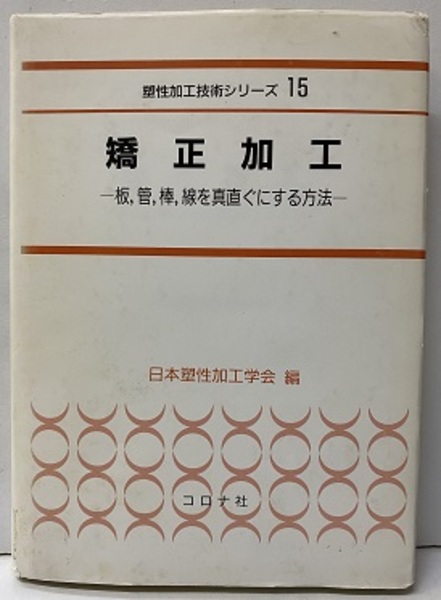 塑性加工技術シリーズ 15
矯正加工
―板，管，棒，線を真直ぐにする方法―
日本塑性加工学会 編
コロナ社